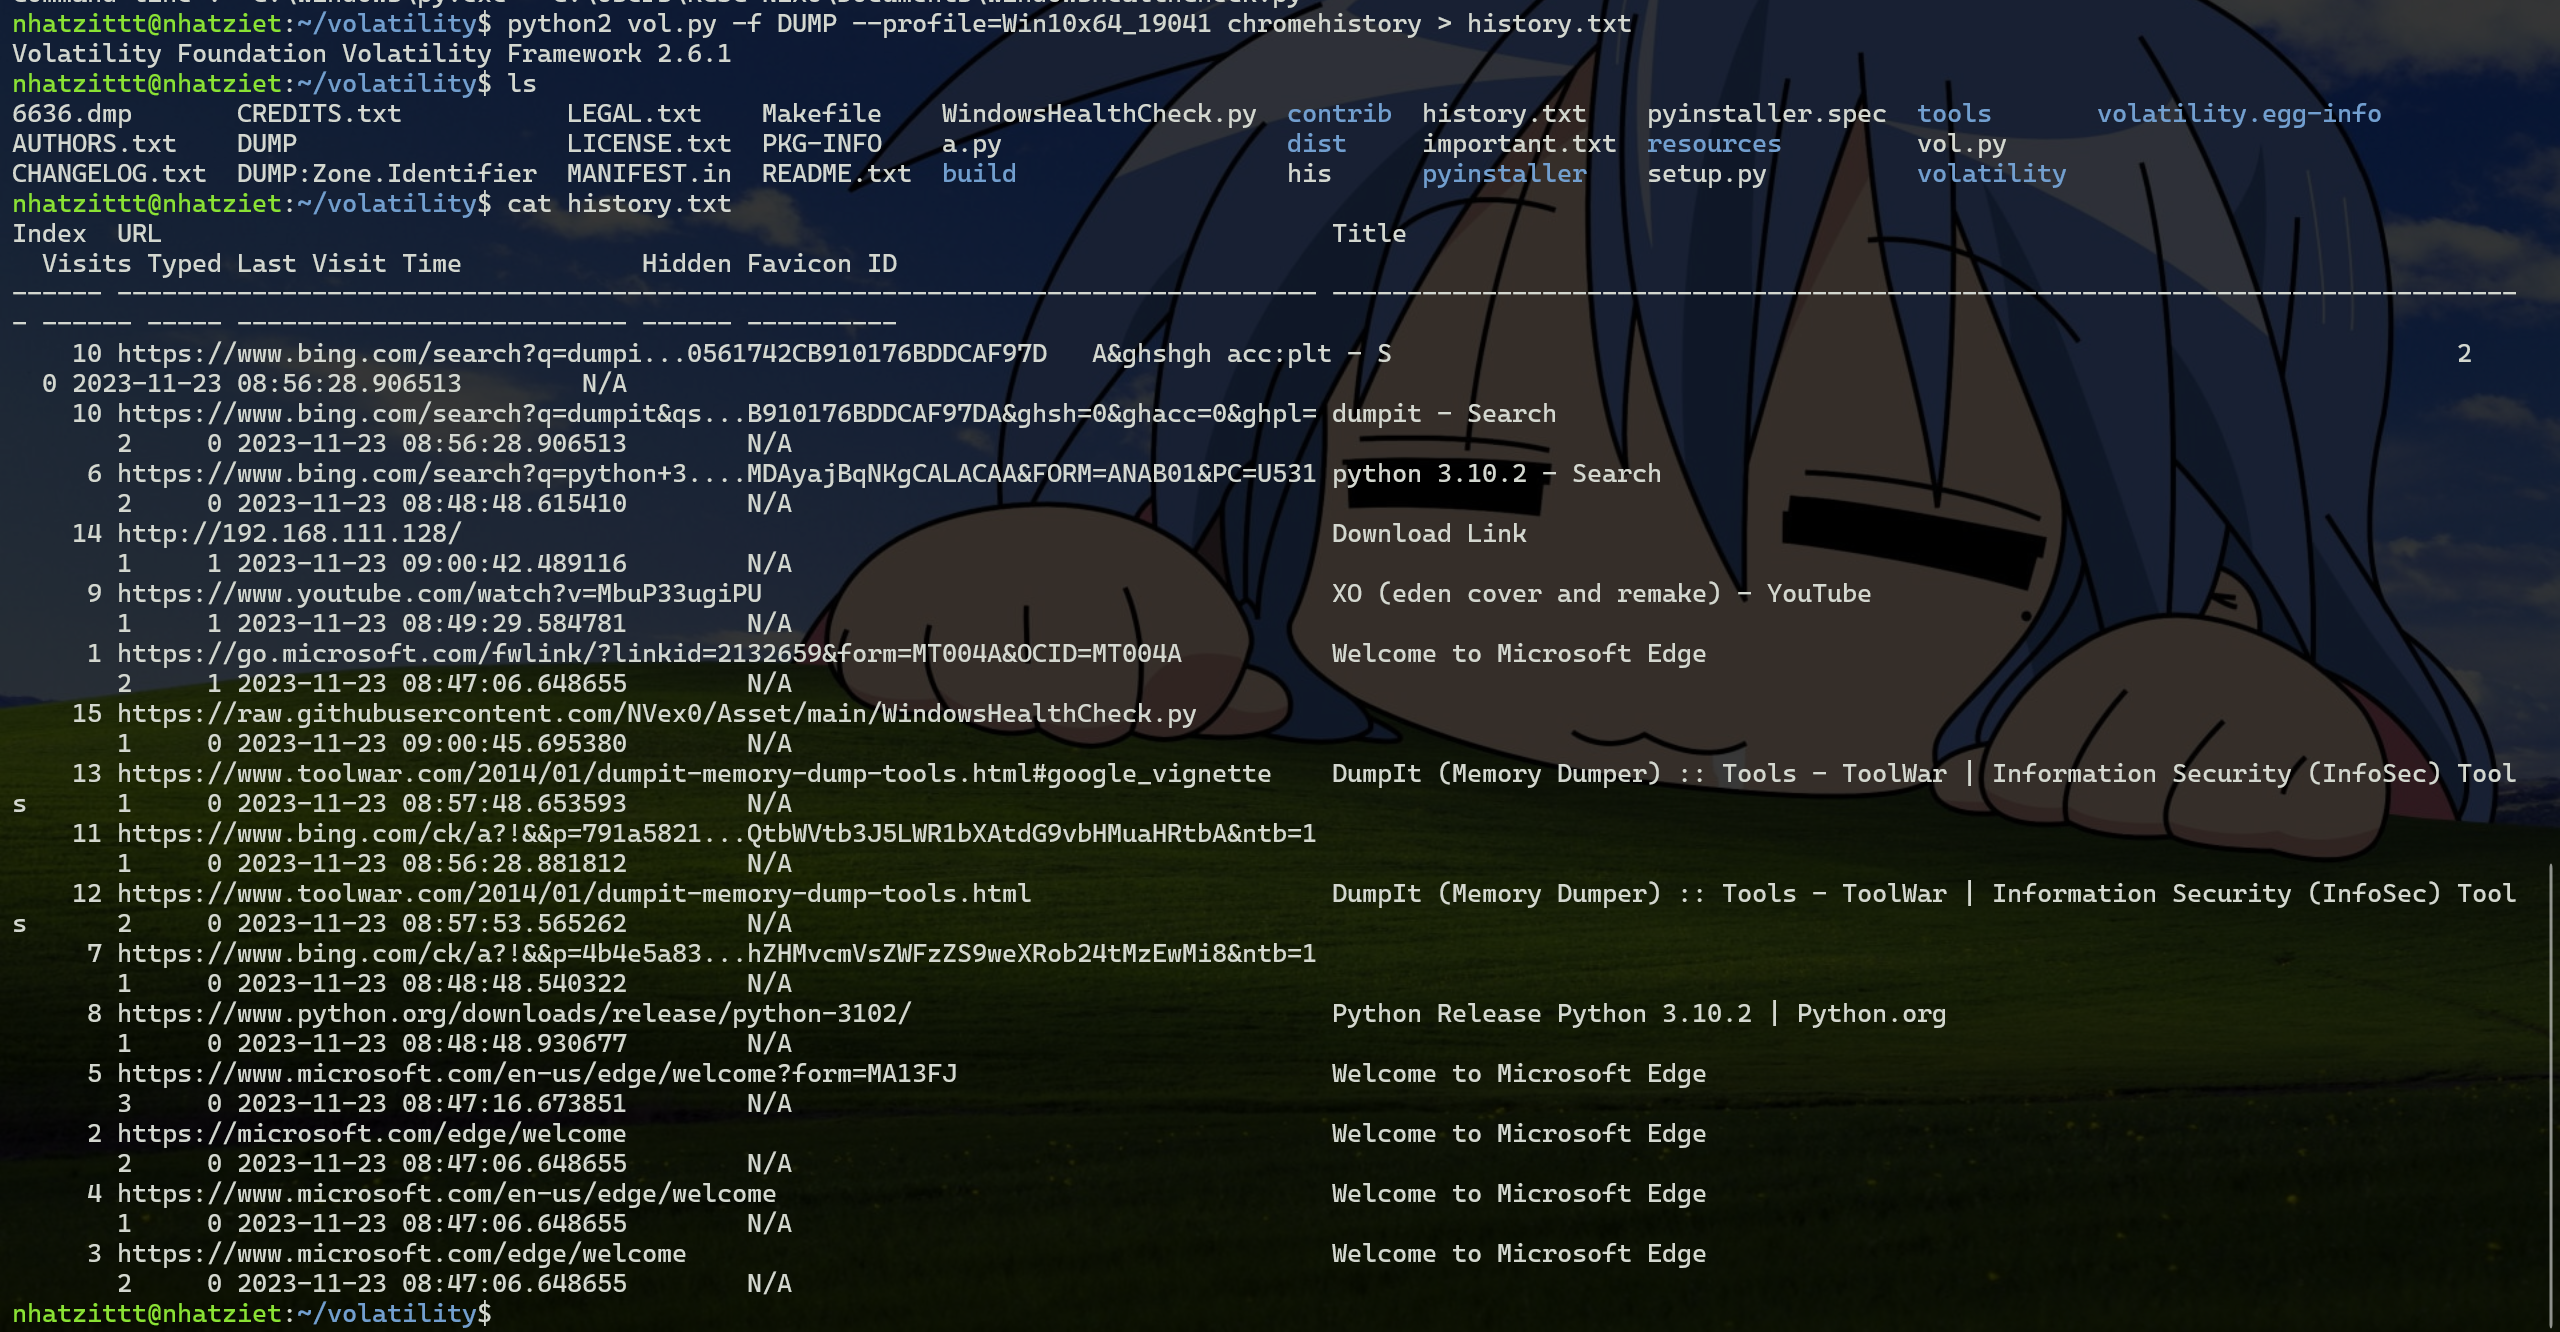 nhatzittt@nhatziet:~/volatility$ python2 vol.py -f DUMP --profile=Win10x64_19041 chromehistory > history.txt
Volatility Foundation Volatility Framework 2.6.1
nhatzittt@nhatziet:~/volatility$ ls
6636.dmp       CREDITS.txt           LEGAL.txt    Makefile    WindowsHealthCheck.py  contrib  history.txt    pyinstaller.spec  tools       volatility.egg-info
AUTHORS.txt    DUMP                  LICENSE.txt  PKG-INFO    a.py                   dist     important.txt  resources         vol.py
CHANGELOG.txt  DUMP:Zone.Identifier  MANIFEST.in  README.txt  build                  his      pyinstaller    setup.py          volatility
nhatzittt@nhatziet:~/volatility$ cat history.txt
Index  URL                                                                              Title
  Visits Typed Last Visit Time            Hidden Favicon ID
------ -------------------------------------------------------------------------------- -------------------------------------------------------------------------------
- ------ ----- -------------------------- ------ ----------
    10 https://www.bing.com/search?q=dumpi...0561742CB910176BDDCAF97D   A&ghshgh acc:plt - S                                                                       2
  0 2023-11-23 08:56:28.906513        N/A
    10 https://www.bing.com/search?q=dumpit&qs...B910176BDDCAF97DA&ghsh=0&ghacc=0&ghpl= dumpit - Search
       2     0 2023-11-23 08:56:28.906513        N/A
     6 https://www.bing.com/search?q=python+3....MDAyajBqNKgCALACAA&FORM=ANAB01&PC=U531 python 3.10.2 - Search
       2     0 2023-11-23 08:48:48.615410        N/A
    14 http://192.168.111.128/                                                          Download Link
       1     1 2023-11-23 09:00:42.489116        N/A
     9 https://www.youtube.com/watch?v=MbuP33ugiPU                                      XO (eden cover and remake) - YouTube
       1     1 2023-11-23 08:49:29.584781        N/A
     1 https://go.microsoft.com/fwlink/?linkid=2132659&form=MT004A&OCID=MT004A          Welcome to Microsoft Edge
       2     1 2023-11-23 08:47:06.648655        N/A
    15 https://raw.githubusercontent.com/NVex0/Asset/main/WindowsHealthCheck.py
       1     0 2023-11-23 09:00:45.695380        N/A
    13 https://www.toolwar.com/2014/01/dumpit-memory-dump-tools.html#google_vignette    DumpIt (Memory Dumper) :: Tools - ToolWar | Information Security (InfoSec) Tool
s      1     0 2023-11-23 08:57:48.653593        N/A
    11 https://www.bing.com/ck/a?!&&p=791a5821...QtbWVtb3J5LWR1bXAtdG9vbHMuaHRtbA&ntb=1
       1     0 2023-11-23 08:56:28.881812        N/A
    12 https://www.toolwar.com/2014/01/dumpit-memory-dump-tools.html                    DumpIt (Memory Dumper) :: Tools - ToolWar | Information Security (InfoSec) Tool
s      2     0 2023-11-23 08:57:53.565262        N/A
     7 https://www.bing.com/ck/a?!&&p=4b4e5a83...hZHMvcmVsZWFzZS9weXRob24tMzEwMi8&ntb=1
       1     0 2023-11-23 08:48:48.540322        N/A
     8 https://www.python.org/downloads/release/python-3102/                            Python Release Python 3.10.2 | Python.org
       1     0 2023-11-23 08:48:48.930677        N/A
     5 https://www.microsoft.com/en-us/edge/welcome?form=MA13FJ                         Welcome to Microsoft Edge
       3     0 2023-11-23 08:47:16.673851        N/A
     2 https://microsoft.com/edge/welcome                                               Welcome to Microsoft Edge
       2     0 2023-11-23 08:47:06.648655        N/A
     4 https://www.microsoft.com/en-us/edge/welcome                                     Welcome to Microsoft Edge
       1     0 2023-11-23 08:47:06.648655        N/A
     3 https://www.microsoft.com/edge/welcome                                           Welcome to Microsoft Edge
       2     0 2023-11-23 08:47:06.648655        N/A
nhatzittt@nhatziet:~/volatility$